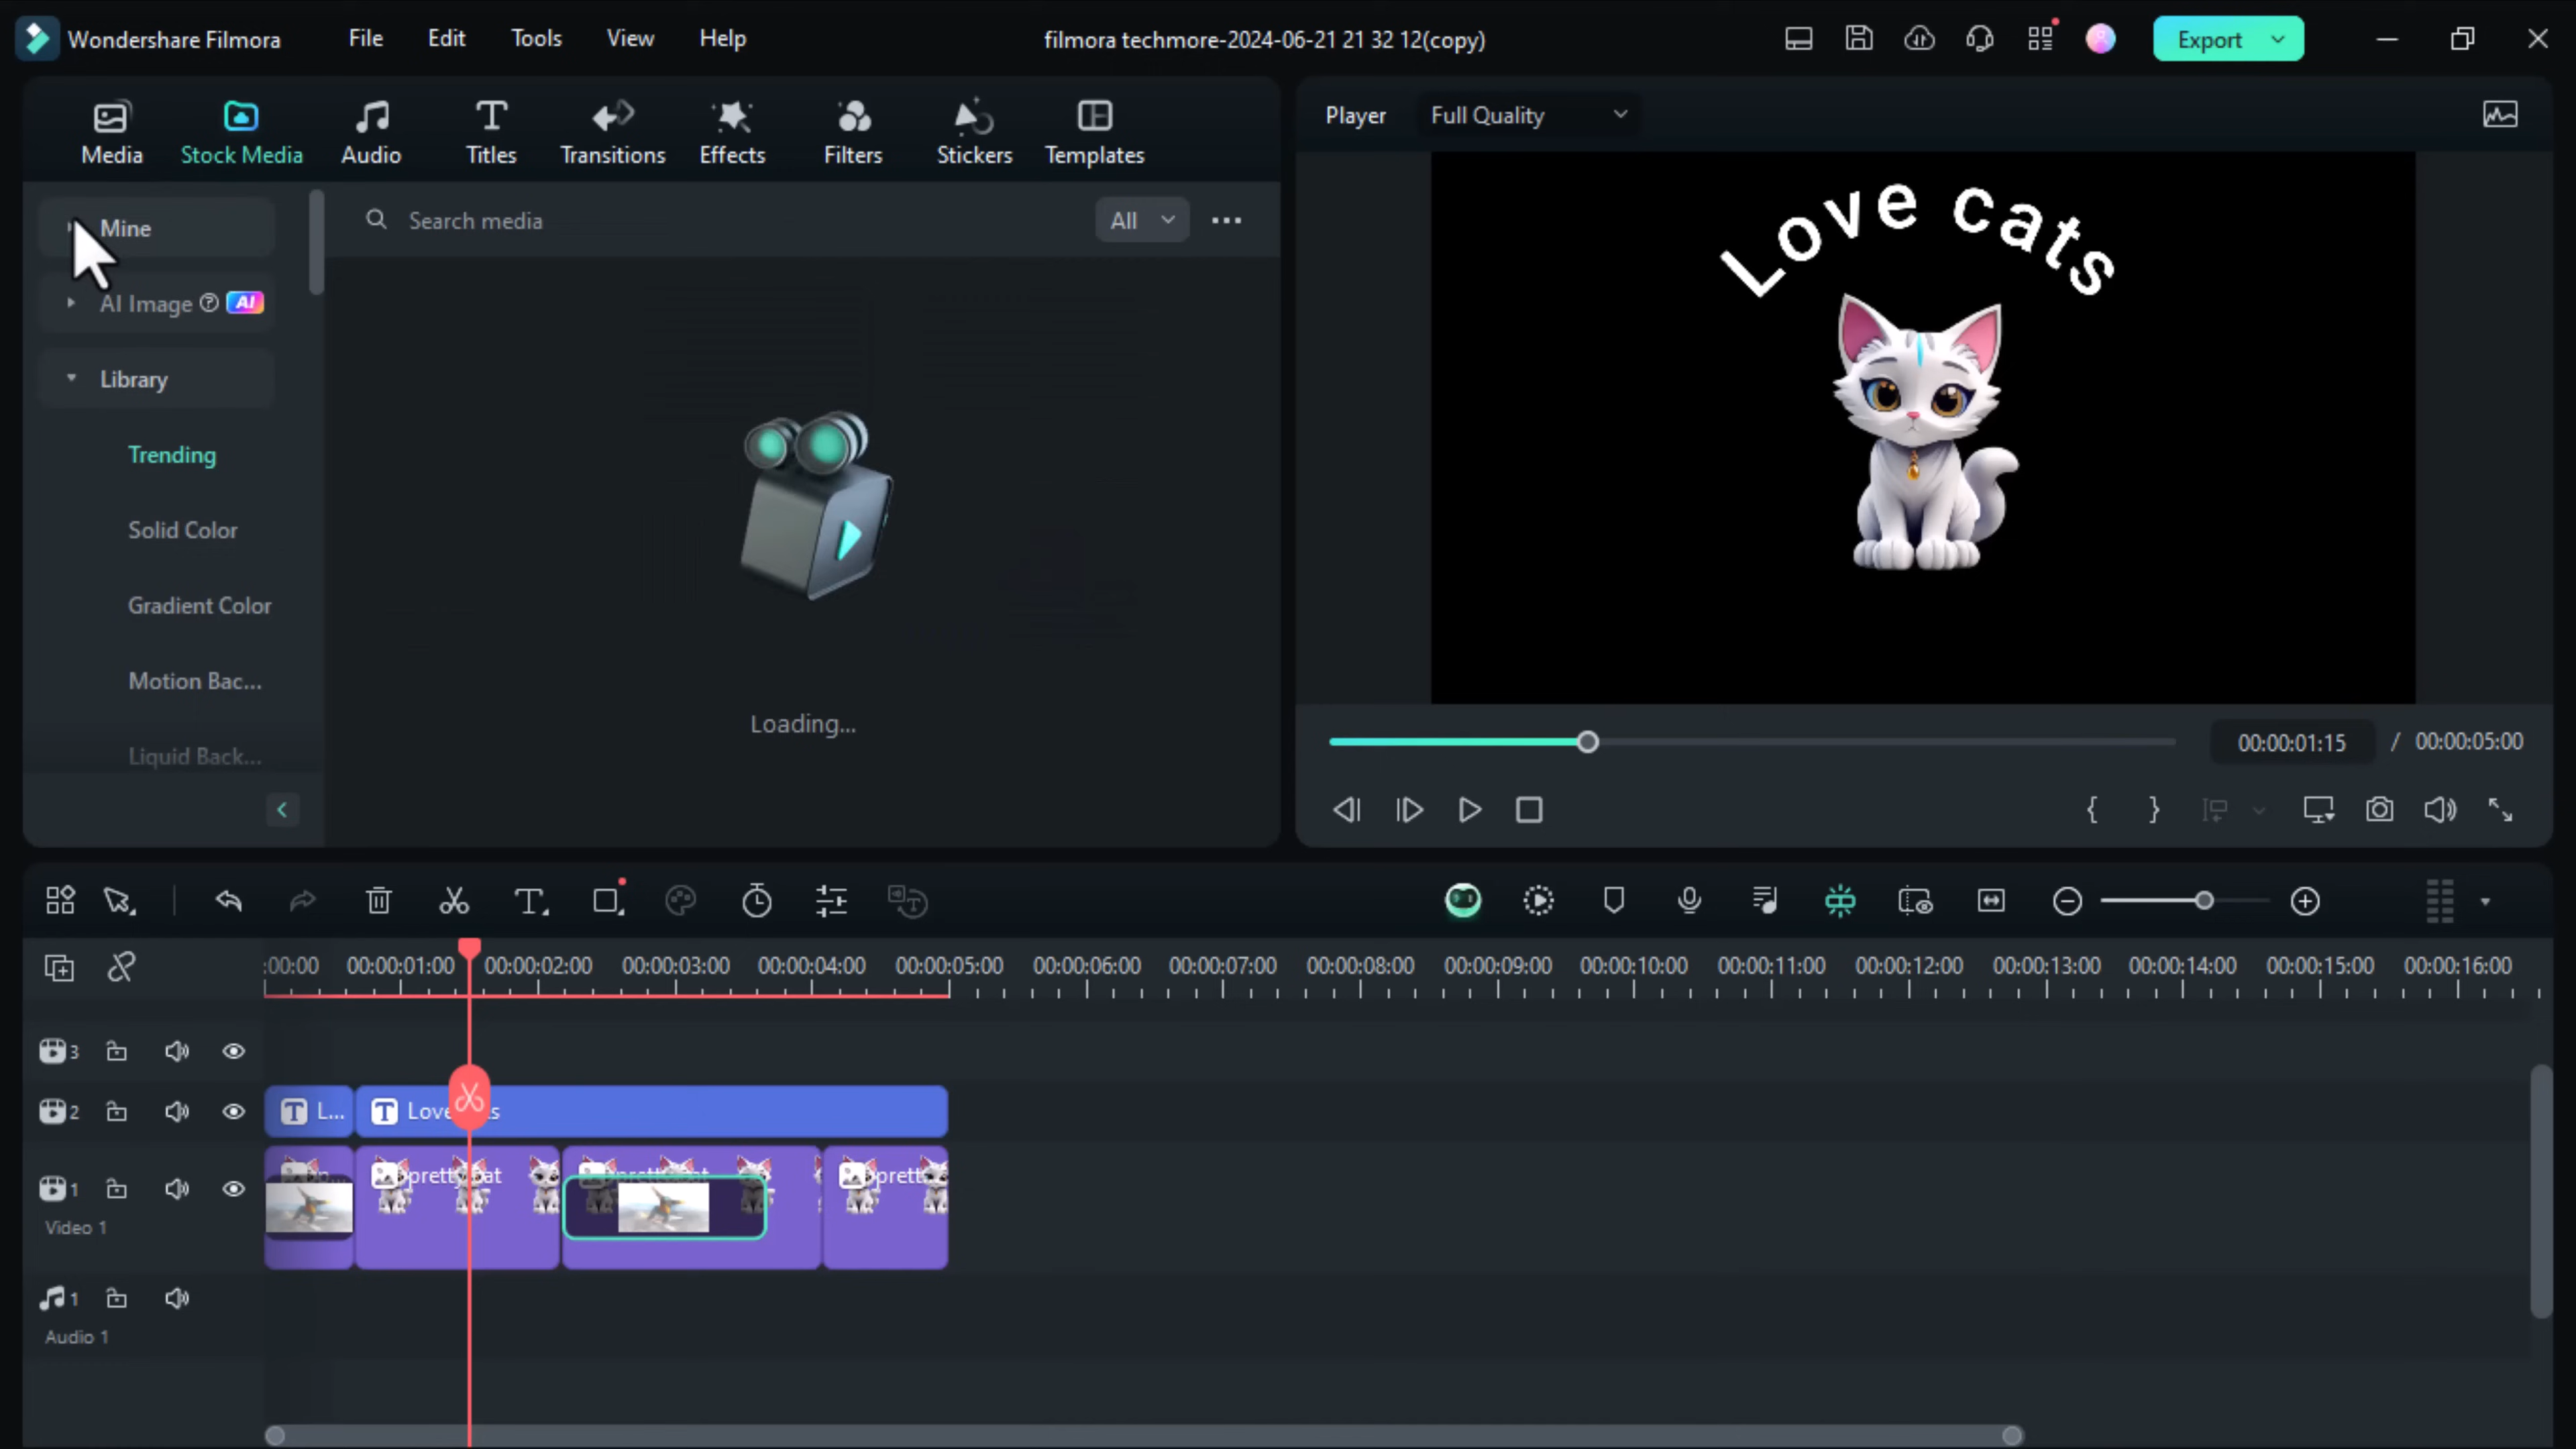 Wondershare Filmora
File
Edit
Tools
View
Help
filmora techmore-2024-06-21 21 32 12(copy)
Export
Media
Stock Media
Audio
Titles
Transitions
Effects
Filters
Stickers
Templates
Player
Full Quality
Mine
AI Image
AI
Library
Trending
Solid Color
Gradient Color
Motion Bac...
Liquid Back...
Search media
All
Loading...
Love cats
00:00:01:15 / 00:00:05:00
:00:00 00:00:01:00 00:00:02:00 00:00:03:00 00:00:04:00 00:00:05:00 00:00:06:00 00:00:07:00 00:00:08:00 00:00:09:00 00:00:10:00 00:00:11:00 00:00:12:00 00:00:13:00 00:00:14:00 00:00:15:00 00:00:16:00
3
2
T L...
T Love
1
pretty cat
pretty cat
prett
Video 1
1
Audio 1